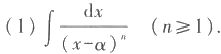 (1) ∫ dx/(x-α)ⁿ (n≥1).